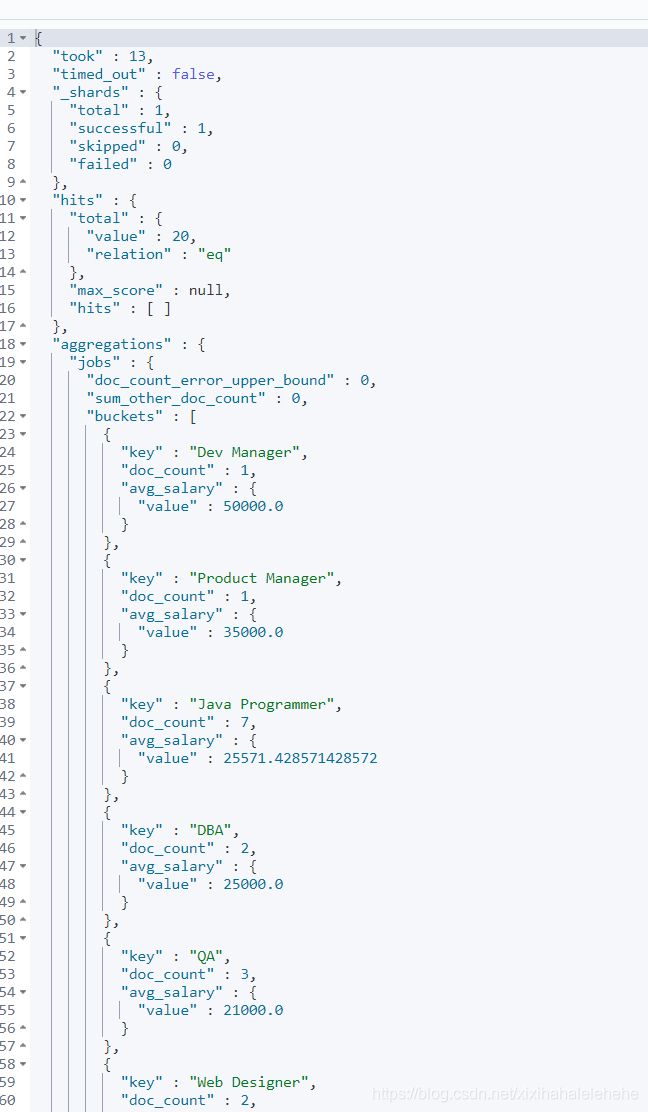 1 {
2 "took" : 13,
3 "timed_out" : false,
4 "_shards" : {
5 "total" : 1,
6 "successful" : 1,
7 "skipped" : 0,
8 "failed" : 0
9 },
10 "hits" : {
11 "total" : {
12 "value" : 20,
13 "relation" : "eq"
14 },
15 "max_score" : null,
16 "hits" : [ ]
17 },
18 "aggregations" : {
19 "jobs" : {
20 "doc_count_error_upper_bound" : 0,
21 "sum_other_doc_count" : 0,
22 "buckets" : [
23 {
24 "key" : "Dev Manager",
25 "doc_count" : 1,
26 "avg_salary" : {
27 "value" : 50000.0
28 }
29 },
30 {
31 "key" : "Product Manager",
32 "doc_count" : 1,
33 "avg_salary" : {
34 "value" : 35000.0
35 }
36 },
37 {
38 "key" : "Java Programmer",
39 "doc_count" : 7,
40 "avg_salary" : {
41 "value" : 25571.428571428572
42 }
43 },
44 {
45 "key" : "DBA",
46 "doc_count" : 2,
47 "avg_salary" : {
48 "value" : 25000.0
49 }
50 },
51 {
52 "key" : "QA",
53 "doc_count" : 3,
54 "avg_salary" : {
55 "value" : 21000.0
56 }
57 },
58 {
59 "key" : "Web Designer",
60 "doc_count" : 2,
https://blog.csdn.net/xixihahalelehehe